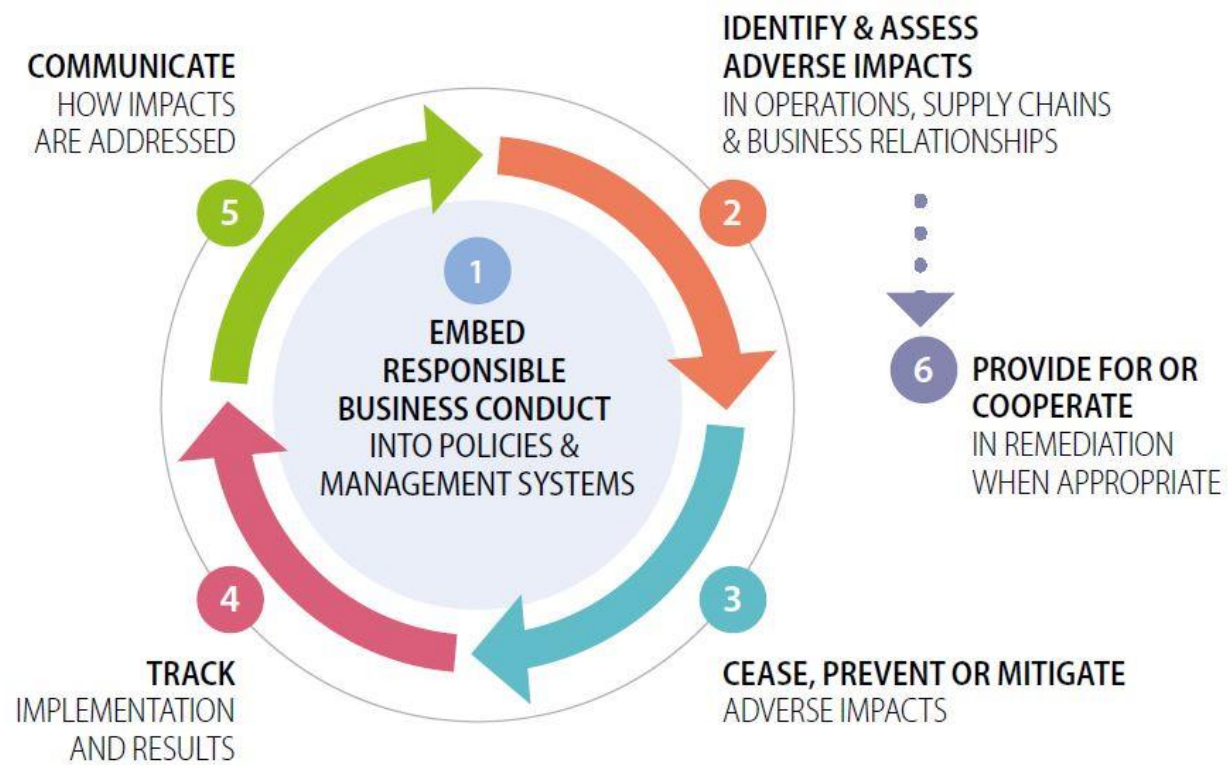 COMMUNICATE
HOW IMPACTS
ARE ADDRESSED
5
IDENTIFY & ASSESS
ADVERSE IMPACTS
IN OPERATIONS, SUPPLY CHAINS
& BUSINESS RELATIONSHIPS
2
1
EMBED
RESPONSIBLE
BUSINESS CONDUCT
INTO POLICIES &
MANAGEMENT SYSTEMS
6
PROVIDE FOR OR
COOPERATE
IN REMEDIATION
WHEN APPROPRIATE
4
TRACK
IMPLEMENTATION
AND RESULTS
3
CEASE, PREVENT OR MITIGATE
ADVERSE IMPACTS